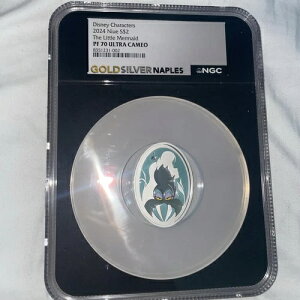 Disney Characters
2024 Niue S$2
The Little Mermaid
PF 70 ULTRA CAMEO
GOLDSILVER NAPLES
NGC